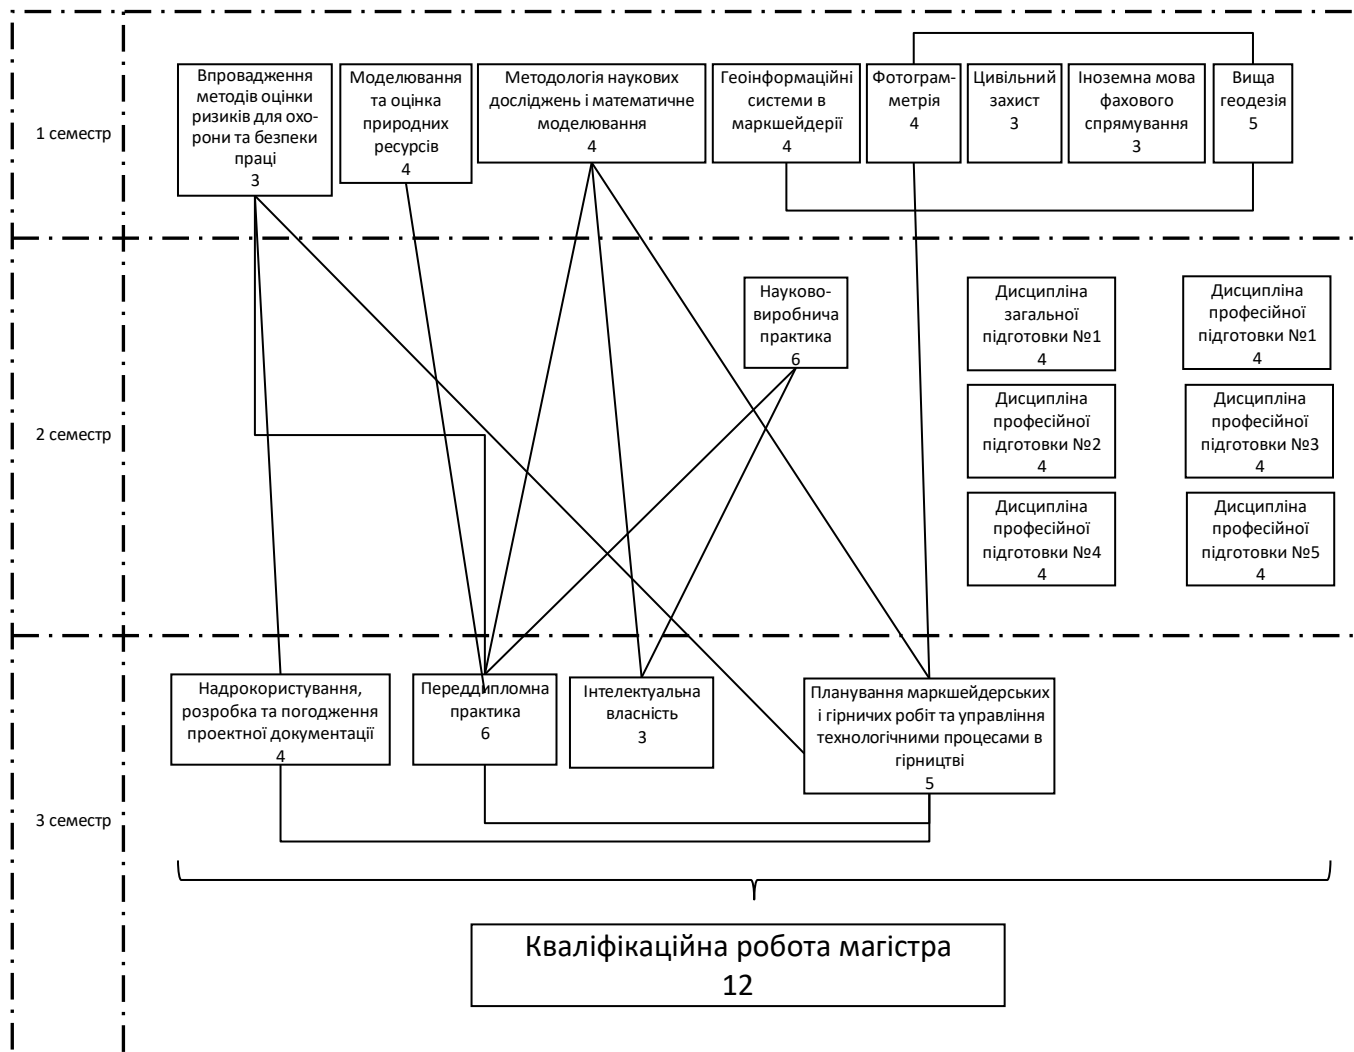 1 семестр
Впровадження
методів оцінки
ризиків для охо-
рони та безпеки
праці
3
Моделювання
та оцінка
природних
ресурсів
4
Методологія наукових
досліджень і математичне
моделювання
4
Геоінформаційні
системи в
маркшейдерії
4
Фотограм-
метрія
4
Цивільний
захист
3
Іноземна мова
фахового
спрямування
3
Вища
геодезія
5
2 семестр
Науково-
виробнича
практика
6
Дисципліна
загальної
підготовки №1
4
Дисципліна
професійної
підготовки №1
4
Дисципліна
професійної
підготовки №2
4
Дисципліна
професійної
підготовки №3
4
Дисципліна
професійної
підготовки №4
4
Дисципліна
професійної
підготовки №5
4
3 семестр
Надрокористування,
розробка та погодження
проектної документації
4
Переддипломна
практика
6
Інтелектуальна
власність
3
Планування маркшейдерських
і гірничих робіт та управління
технологічними процесами в
гірництві
5
Кваліфікаційна робота магістра
12